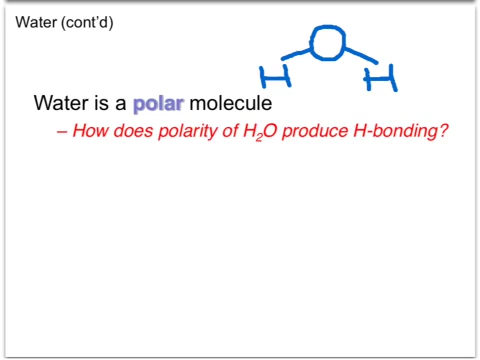 Water (cont'd)
O
H H
Water is a polar molecule
– How does polarity of H₂O produce H-bonding?